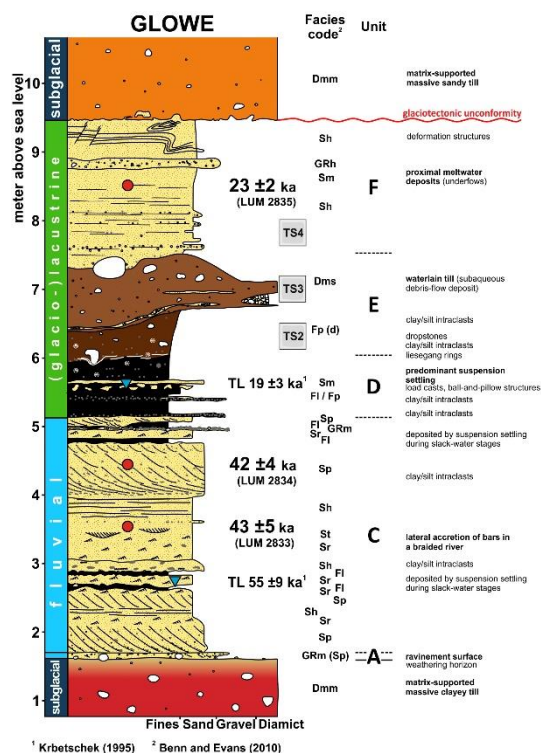 GLOWE
Facies
code²
Unit
meter above sea level
subglacial
(glacio-)lacustrine
fluvial
subglacial
10
9
8
7
6
5
4
3
2
1
Dmm
matrix-supported
massive sandy till
glaciotectonic unconformity
Sh
deformation structures
GRh
Sm
23 ±2 ka
(LUM 2835)
Sh
F
proximal meltwater
deposits (underflows)
TS4
TS3
Dms
waterlain till (subaqueous
debris-flow deposit)
E
TS2
Fp (d)
clay/silt intraclasts
dropstones
clay/silt intraclasts
liesegang rings
TL 19 ±3 ka¹
Sm
Fl / Fp
D
predominant suspension
settling
load casts, ball-and-pillow structures
clay/silt intraclasts
Sp
Fl GRm
Sr
Fl
clay/silt intraclasts
deposited by suspension settling
during slack-water stages
42 ±4 ka
(LUM 2834)
Sp
clay/silt intraclasts
Sh
43 ±5 ka
(LUM 2833)
St
Sr
C
lateral accretion of bars in
a braided river
TL 55 ±9 ka¹
Sh
Sr Fl
Sr Fl
Sp
clay/silt intraclasts
deposited by suspension settling
during slack-water stages
Sh
Sr
Sp
GRm (Sp)
A
ravinement surface
weathering horizon
Dmm
matrix-supported
massive clayey till
Fines Sand Gravel Diamict
¹ Krbetschek (1995) ² Benn and Evans (2010)